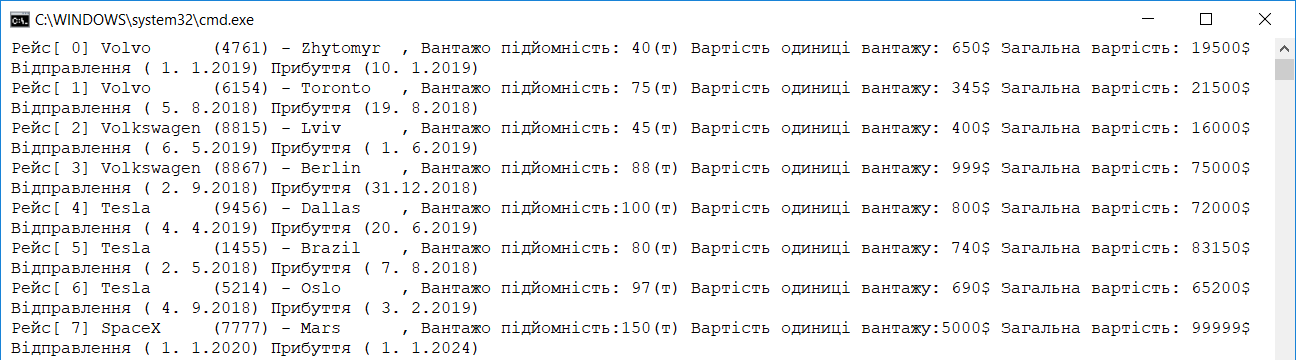 C:\WINDOWS\system32\cmd.exe
Рейс[ 0] Volvo      (4761) - Zhytomyr  , Вантажо підйомність: 40(т) Вартість одиниці вантажу: 650$ Загальна вартість: 19500$
Відправлення ( 1. 1.2019) Прибуття (10. 1.2019)
Рейс[ 1] Volvo      (6154) - Toronto   , Вантажо підйомність: 75(т) Вартість одиниці вантажу: 345$ Загальна вартість: 21500$
Відправлення ( 5. 8.2018) Прибуття (19. 8.2018)
Рейс[ 2] Volkswagen (8815) - Lviv      , Вантажо підйомність: 45(т) Вартість одиниці вантажу: 400$ Загальна вартість: 16000$
Відправлення ( 6. 5.2019) Прибуття ( 1. 6.2019)
Рейс[ 3] Volkswagen (8867) - Berlin    , Вантажо підйомність: 88(т) Вартість одиниці вантажу: 999$ Загальна вартість: 75000$
Відправлення ( 2. 9.2018) Прибуття (31.12.2018)
Рейс[ 4] Tesla      (9456) - Dallas    , Вантажо підйомність:100(т) Вартість одиниці вантажу: 800$ Загальна вартість: 72000$
Відправлення ( 4. 4.2019) Прибуття (20. 6.2019)
Рейс[ 5] Tesla      (1455) - Brazil    , Вантажо підйомність: 80(т) Вартість одиниці вантажу: 740$ Загальна вартість: 83150$
Відправлення ( 2. 5.2018) Прибуття ( 7. 8.2018)
Рейс[ 6] Tesla      (5214) - Oslo      , Вантажо підйомність: 97(т) Вартість одиниці вантажу: 690$ Загальна вартість: 65200$
Відправлення ( 4. 9.2018) Прибуття ( 3. 2.2019)
Рейс[ 7] SpaceX     (7777) - Mars      , Вантажо підйомність:150(т) Вартість одиниці вантажу:5000$ Загальна вартість: 99999$
Відправлення ( 1. 1.2020) Прибуття ( 1. 1.2024)